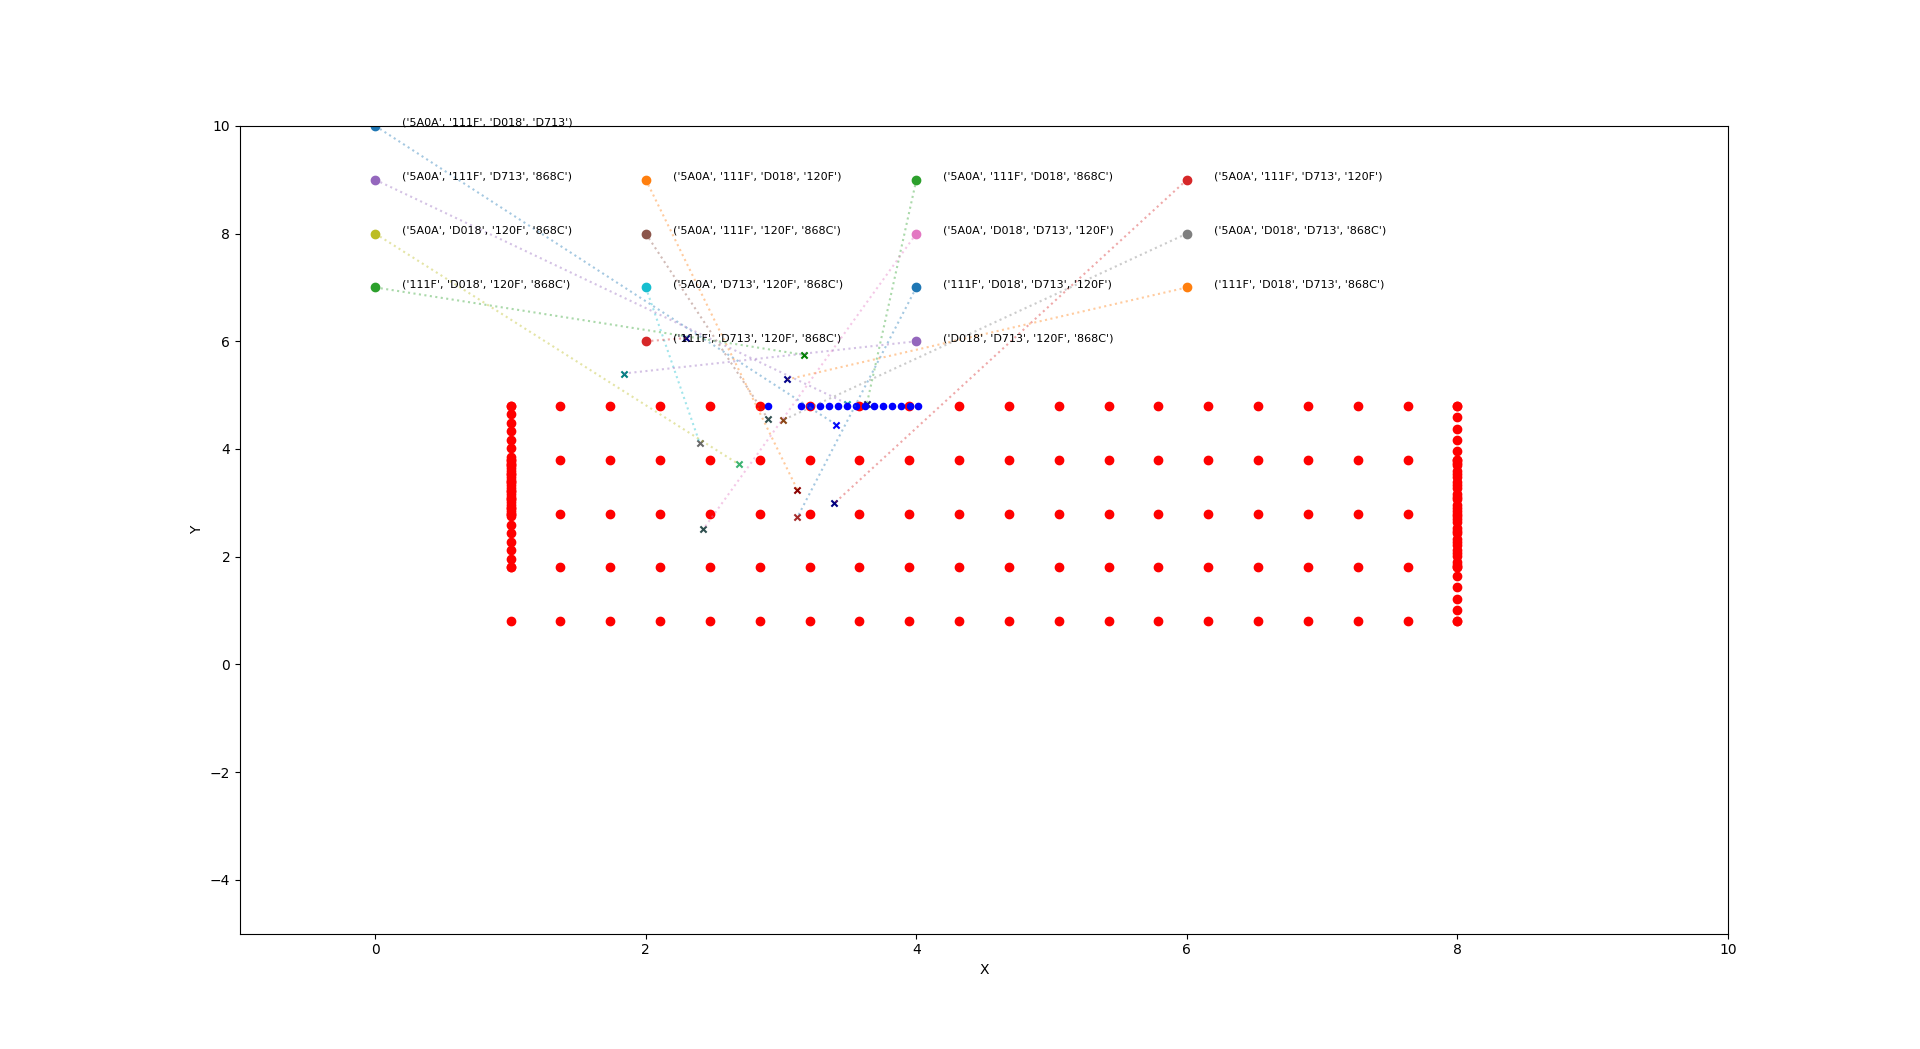 10
('5A0A', '111F', 'D018', 'D713')
('5A0A', '111F', 'D713', '868C')
('5A0A', '111F', 'D018', '120F')
('5A0A', '111F', 'D018', '868C')
('5A0A', '111F', 'D713', '120F')
8
('5A0A', 'D018', '120F', '868C')
('5A0A', '111F', '120F', '868C')
('5A0A', 'D018', 'D713', '120F')
('5A0A', 'D018', 'D713', '868C')
('111F', 'D018', '120F', '868C')
('5A0A', 'D713', '120F', '868C')
('111F', 'D018', 'D713', '120F')
('111F', 'D018', 'D713', '868C')
6
('111F', 'D713', '120F', '868C')
('D018', 'D713', '120F', '868C')
4
Y
2
0
−2
−4
0
2
4
6
8
10
X